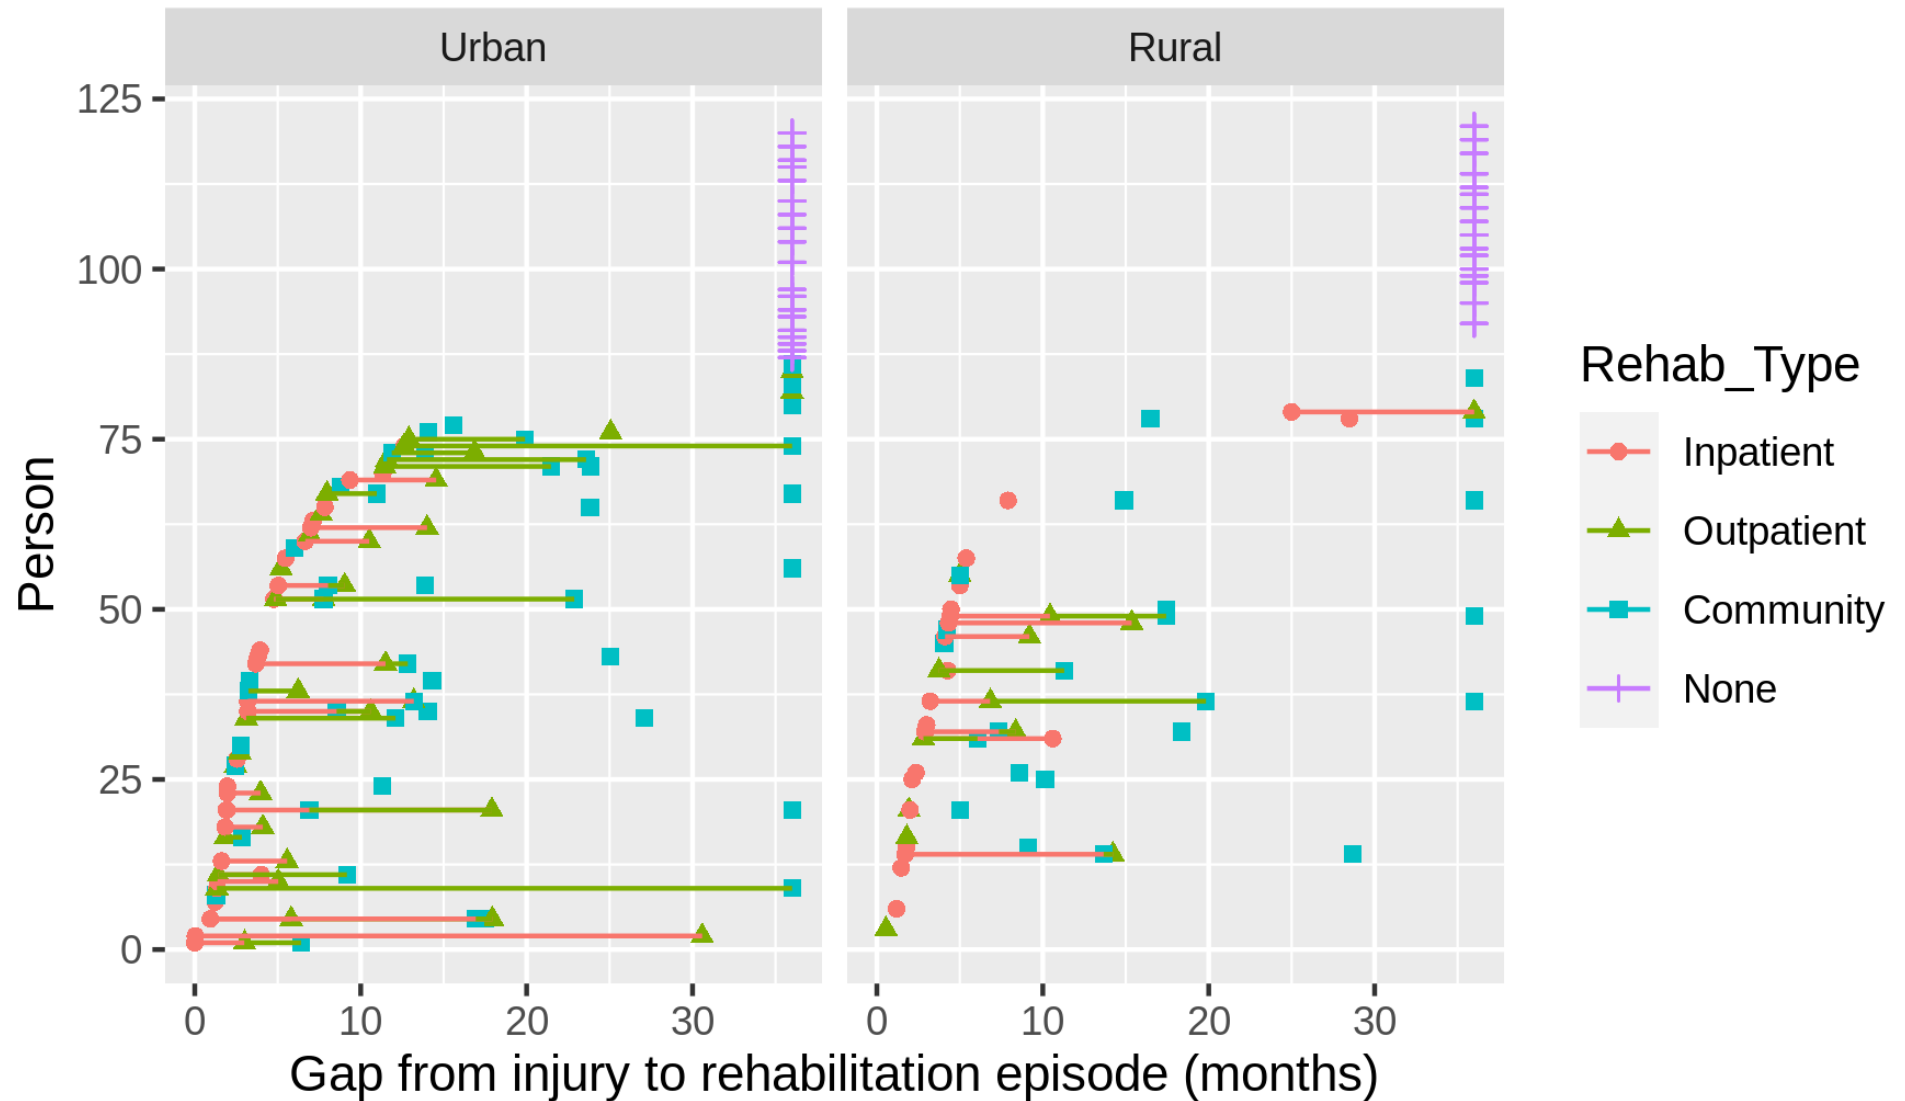 Urban
Rural
125
100
75
50
25
0
Person
0 10 20 30
0 10 20 30
Gap from injury to rehabilitation episode (months)
Rehab_Type
Inpatient
Outpatient
Community
None